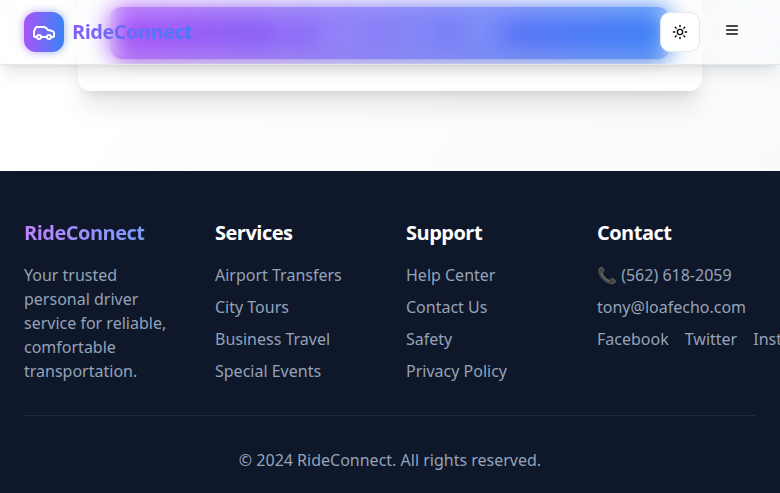 RideConnect
RideConnect
Your trusted
personal driver
service for reliable,
comfortable
transportation.
Services
Airport Transfers
City Tours
Business Travel
Special Events
Support
Help Center
Contact Us
Safety
Privacy Policy
Contact
📞 (562) 618-2059
tony@loafecho.com
Facebook Twitter
© 2024 RideConnect. All rights reserved.